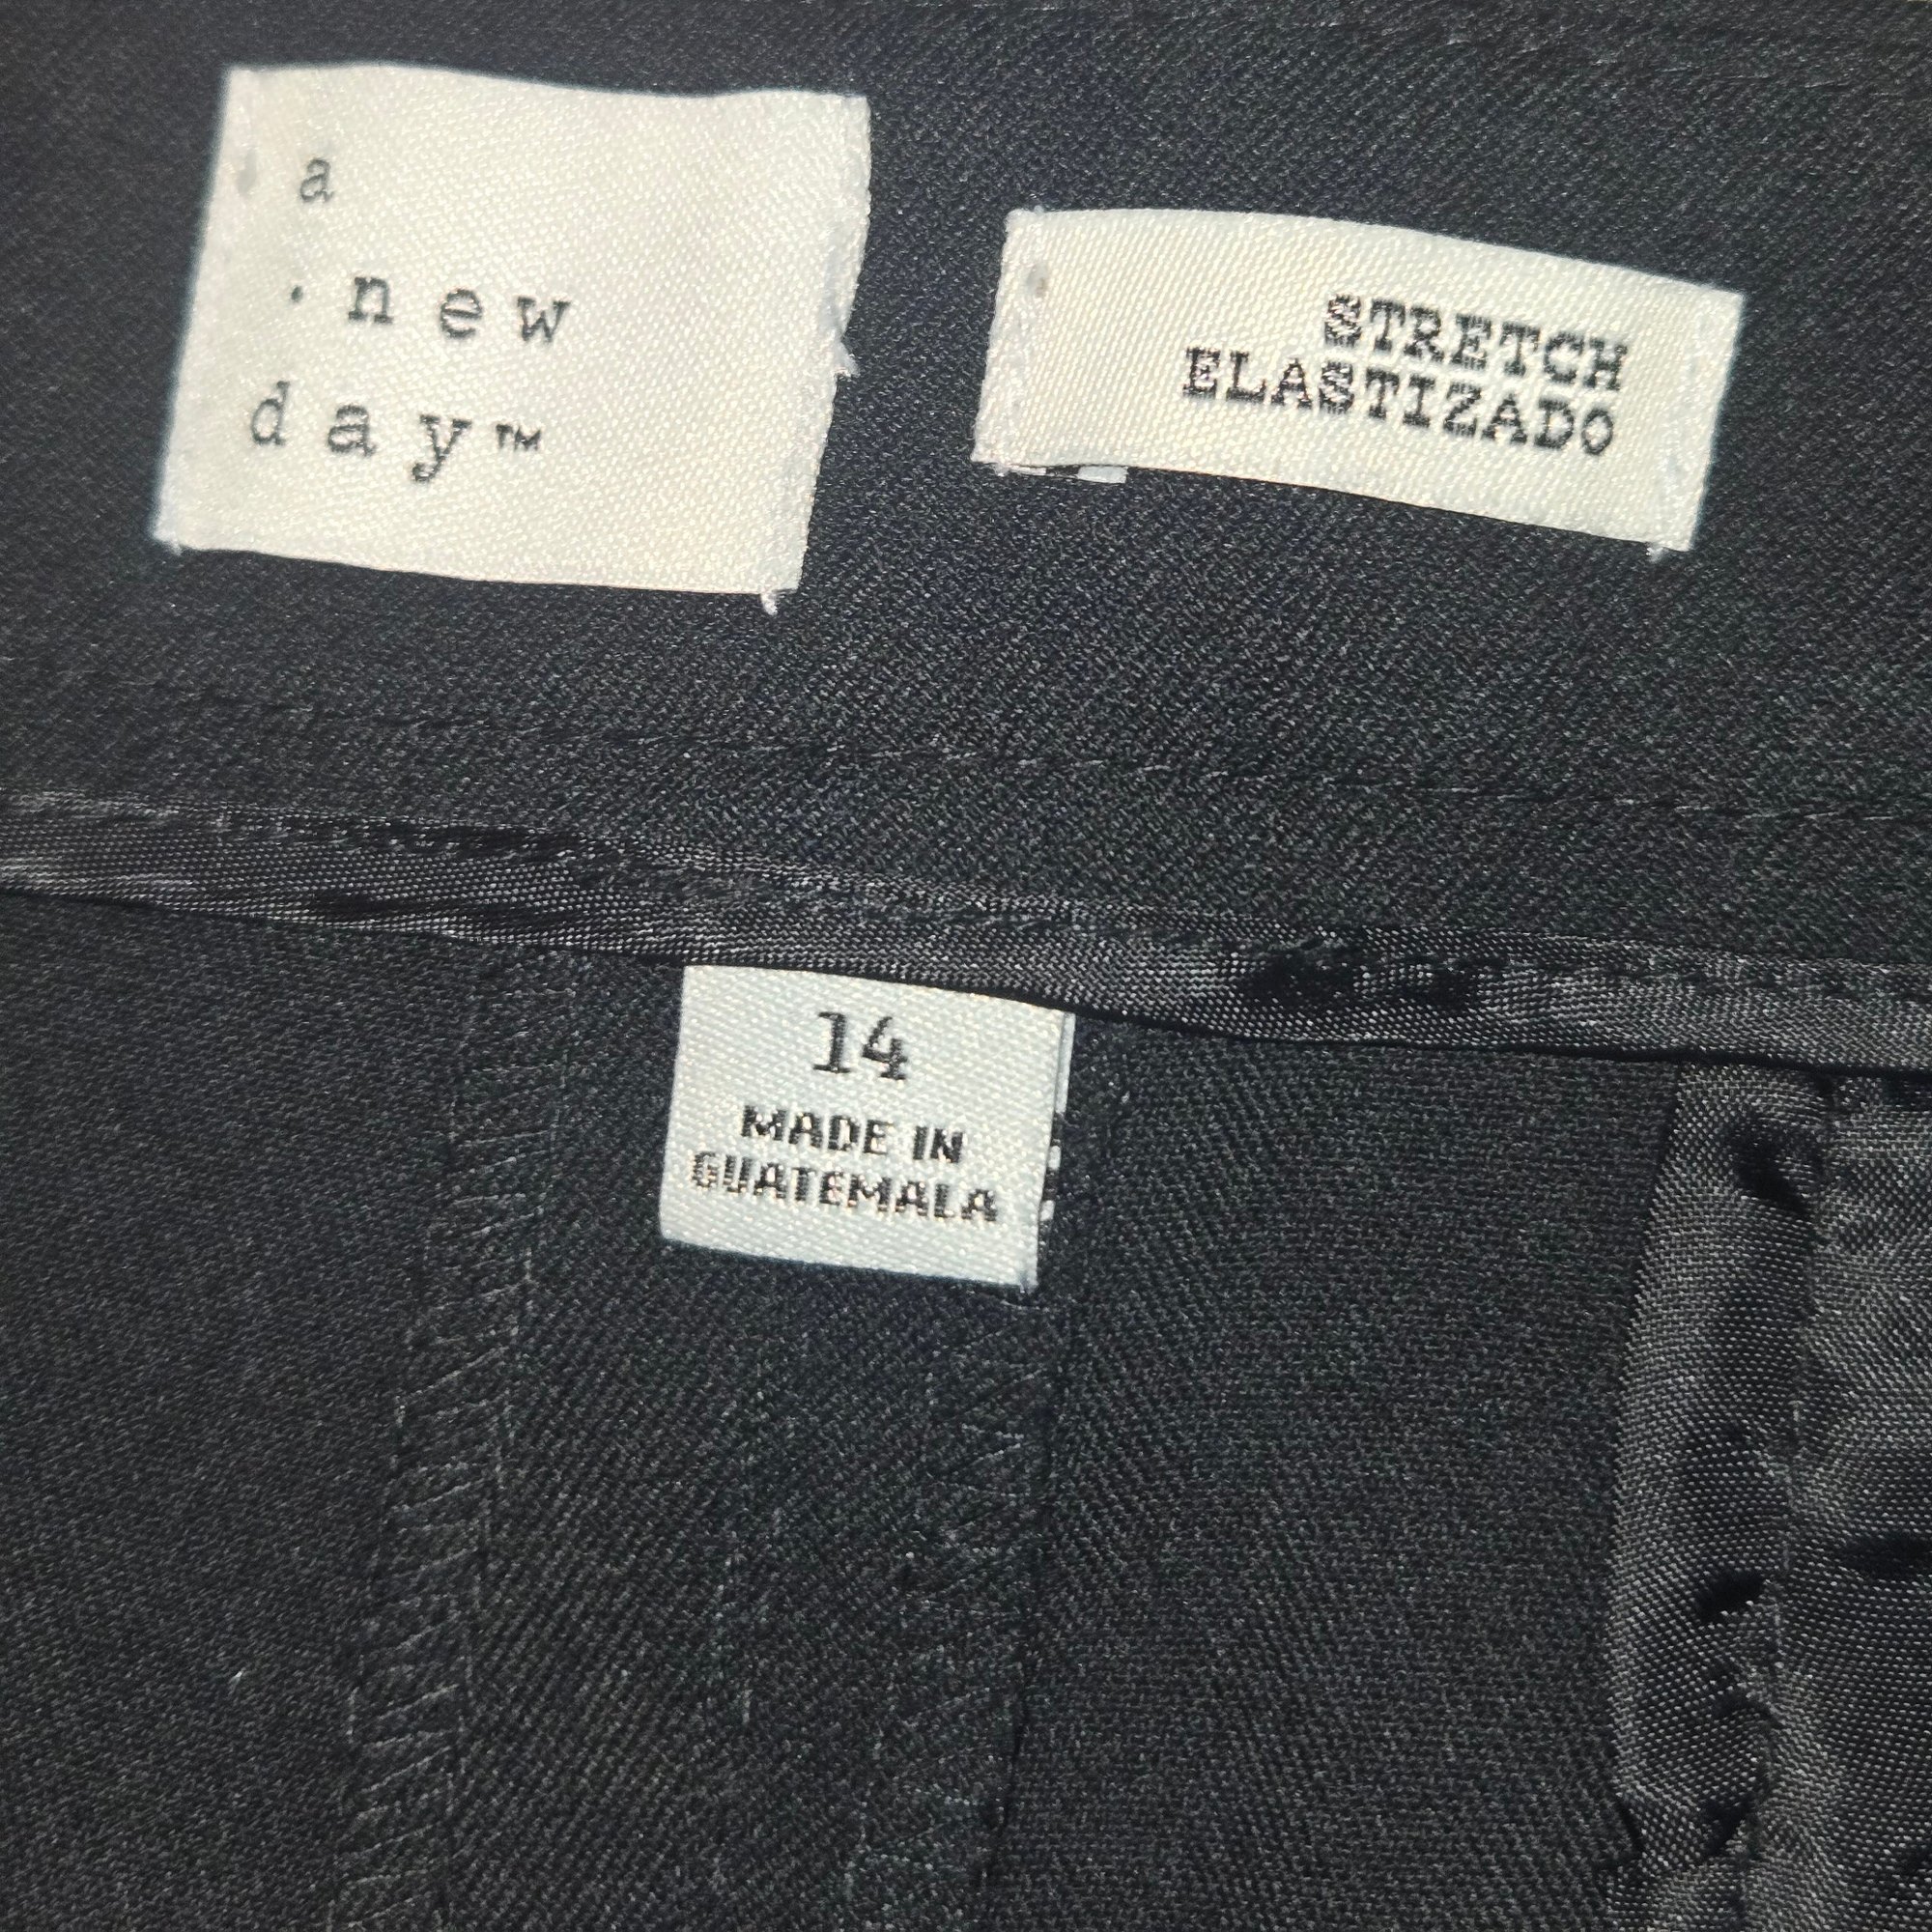 a
· new
day™
STRETCH
ELASTIZADO
14
MADE IN
GUATEMALA